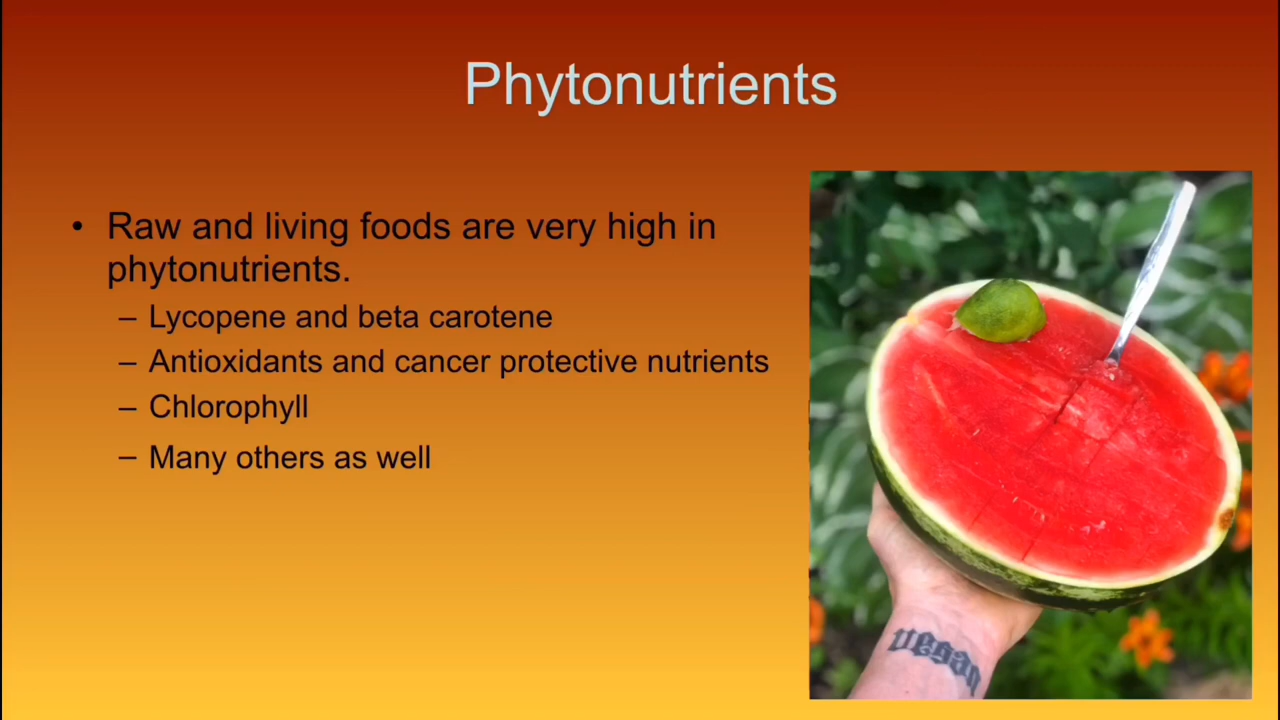 Phytonutrients
• Raw and living foods are very high in
phytonutrients.
– Lycopene and beta carotene
– Antioxidants and cancer protective nutrients
– Chlorophyll
– Many others as well
vegan